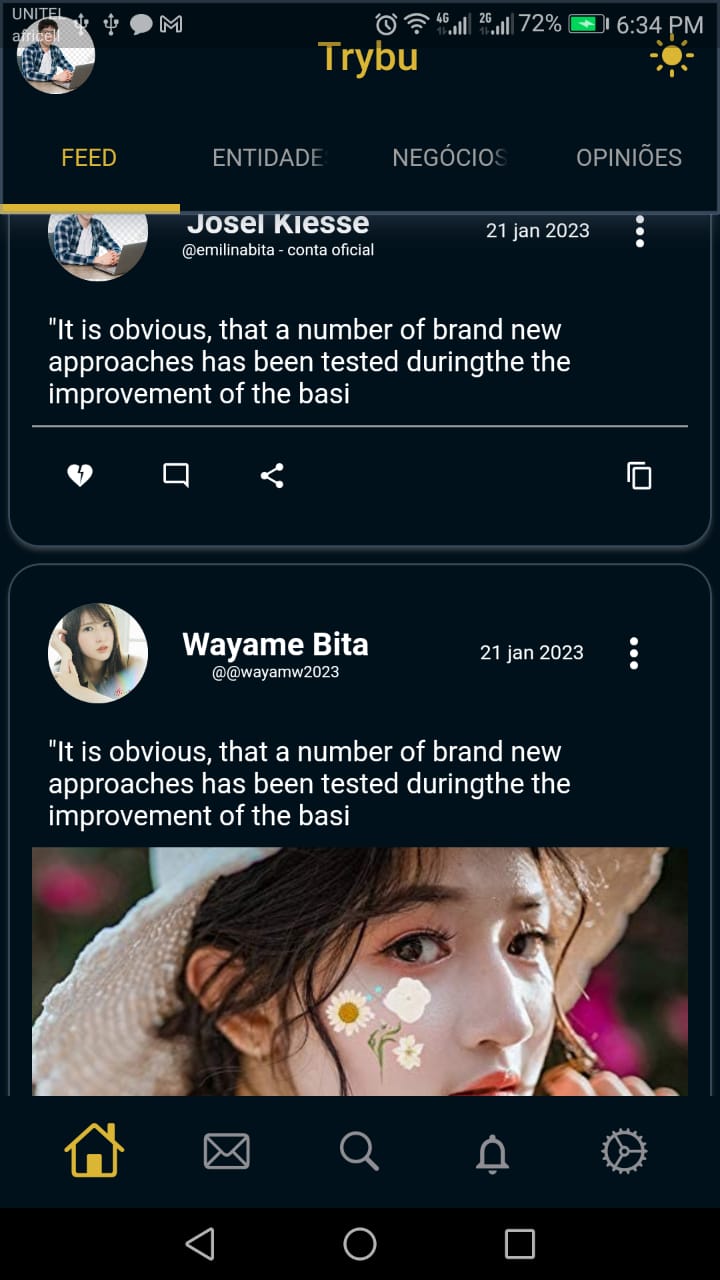 UNITEL
africell
4G 2G 72% 6:34 PM
Trybu
FEED ENTIDADE NEGÓCIOS OPINIÕES
Josel Kiesse
@emilinabita - conta oficial
21 jan 2023
"It is obvious, that a number of brand new
approaches has been tested duringthe the
improvement of the basi
Wayame Bita
@@wayamw2023
21 jan 2023
"It is obvious, that a number of brand new
approaches has been tested duringthe the
improvement of the basi